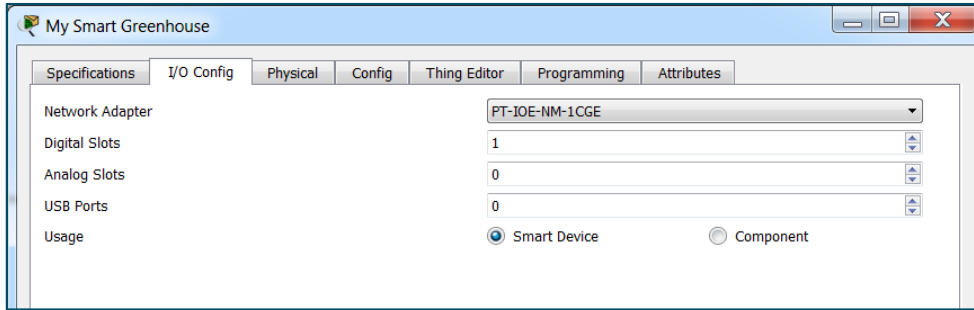 My Smart Greenhouse
Specifications I/O Config Physical Config Thing Editor Programming Attributes
Network Adapter PT-IOE-NM-1CGE
Digital Slots 1
Analog Slots 0
USB Ports 0
Usage Smart Device Component